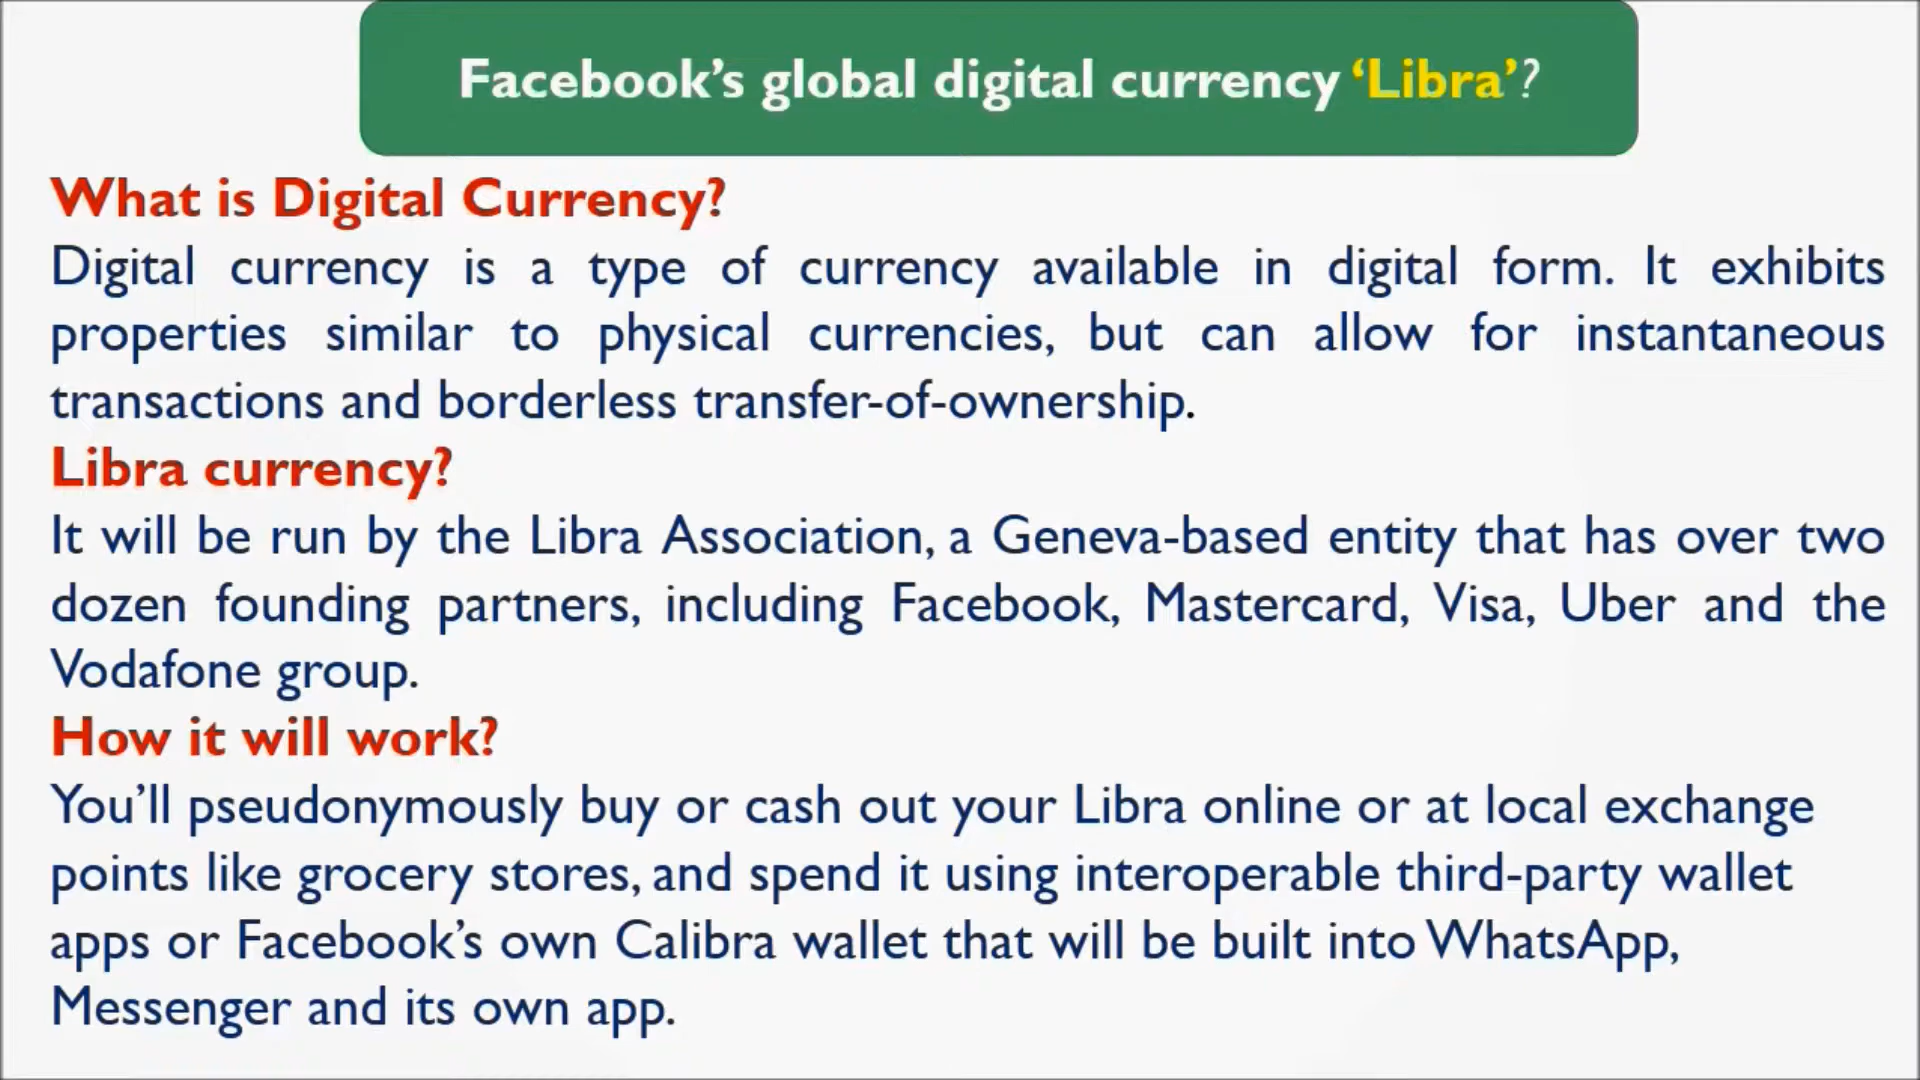 Facebook’s global digital currency ‘Libra’?
What is Digital Currency?
Digital currency is a type of currency available in digital form. It exhibits
properties similar to physical currencies, but can allow for instantaneous
transactions and borderless transfer-of-ownership.
Libra currency?
It will be run by the Libra Association, a Geneva-based entity that has over two
dozen founding partners, including Facebook, Mastercard, Visa, Uber and the
Vodafone group.
How it will work?
You’ll pseudonymously buy or cash out your Libra online or at local exchange
points like grocery stores, and spend it using interoperable third-party wallet
apps or Facebook’s own Calibra wallet that will be built into WhatsApp,
Messenger and its own app.